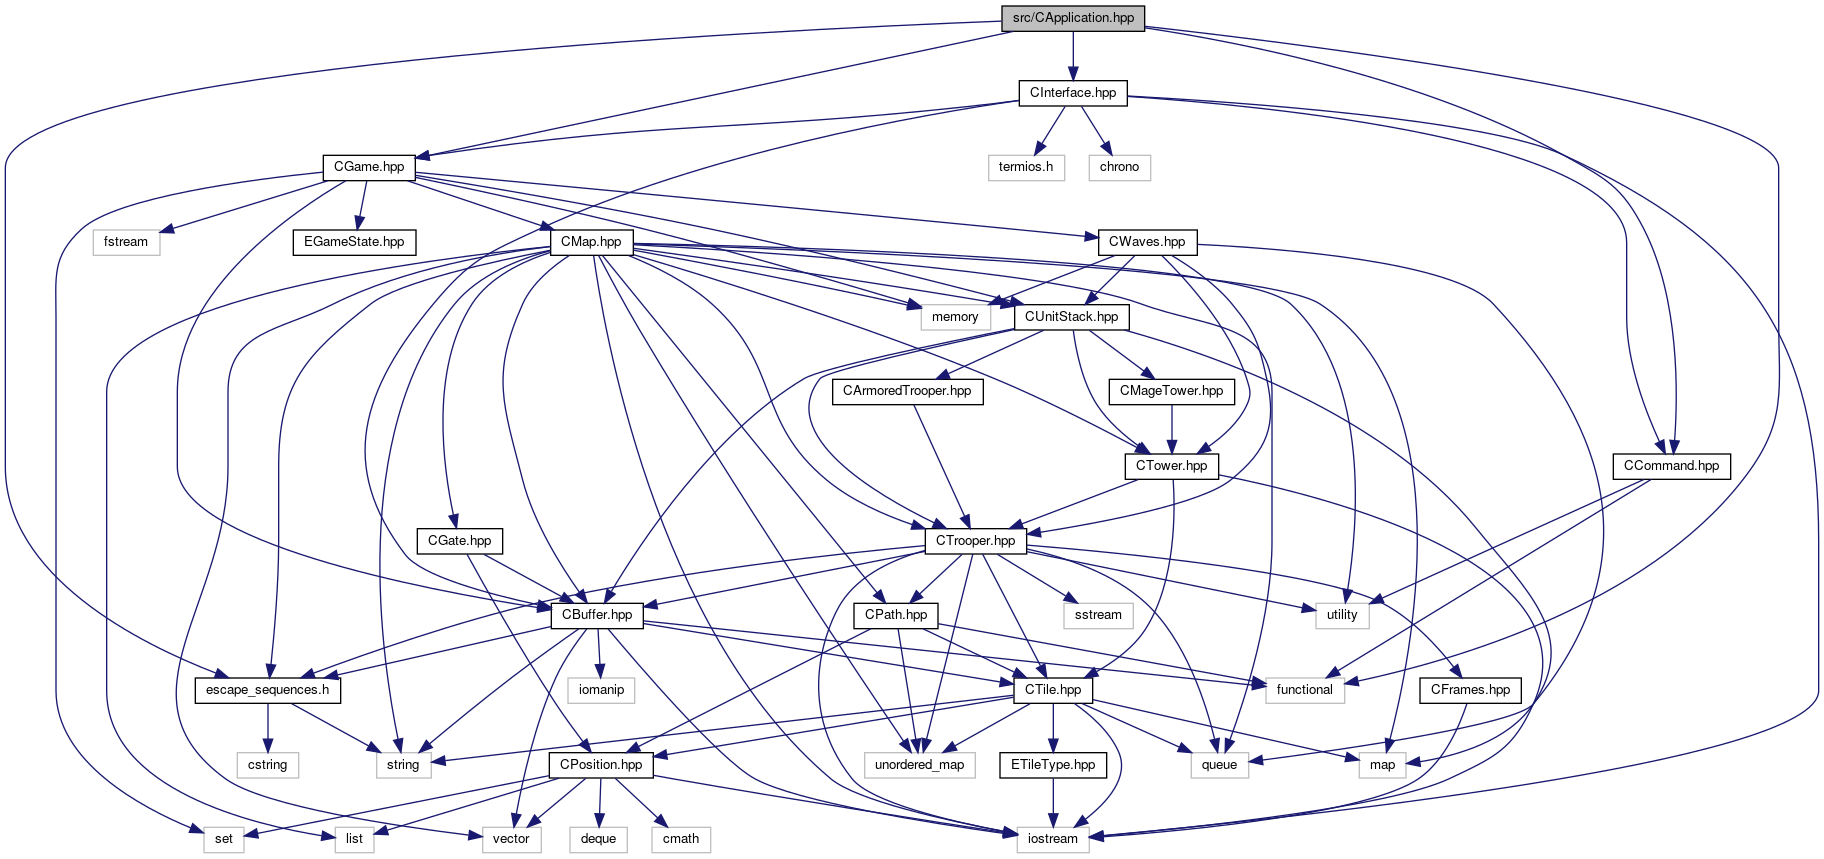 src/CApplication.hpp
CInterface.hpp
CGame.hpp
termios.h
chrono
fstream
EGameState.hpp
CMap.hpp
CWaves.hpp
memory
CUnitStack.hpp
CArmoredTrooper.hpp
CMageTower.hpp
CTower.hpp
CCommand.hpp
CGate.hpp
CTrooper.hpp
CBuffer.hpp
CPath.hpp
sstream
utility
escape_sequences.h
iomanip
CTile.hpp
functional
CFrames.hpp
cstring
string
CPosition.hpp
unordered_map
ETileType.hpp
queue
map
set
list
vector
deque
cmath
iostream